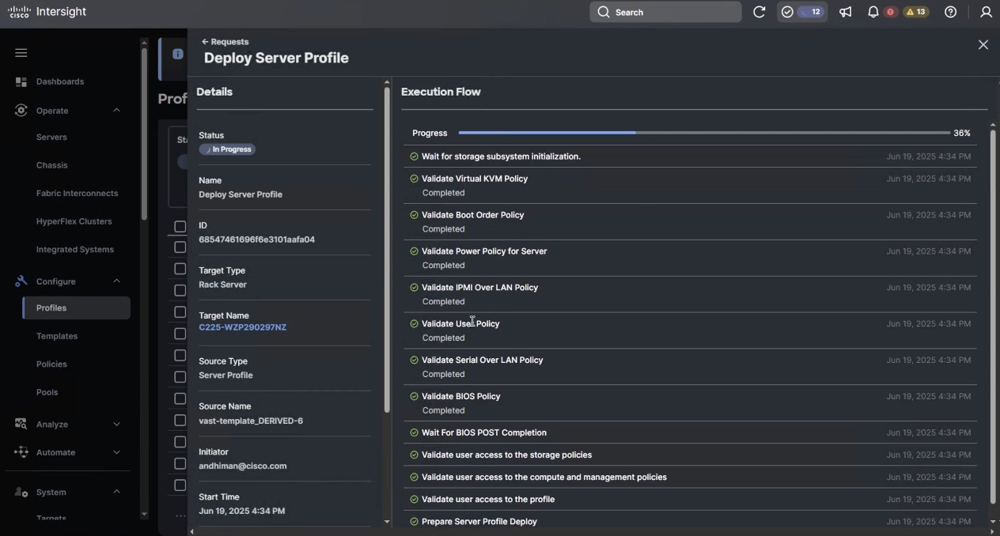 cisco Intersight
Search
12
13
Dashboards
Operate
Servers
Chassis
Fabric Interconnects
HyperFlex Clusters
Integrated Systems
Configure
Profiles
Templates
Policies
Pools
Analyze
Automate
System
Targets
Prof
St
← Requests
Deploy Server Profile
Details
Status
In Progress
Name
Deploy Server Profile
ID
68547461696f6e3101aafa04
Target Type
Rack Server
Target Name
C225-WZP290297NZ
Source Type
Server Profile
Source Name
vast-template_DERIVED-6
Initiator
andhiman@cisco.com
Start Time
Jun 19, 2025 4:34 PM
Execution Flow
Progress 36%
Wait for storage subsystem initialization. Jun 19, 2025 4:34 PM
Validate Virtual KVM Policy Jun 19, 2025 4:34 PM
Completed
Validate Boot Order Policy Jun 19, 2025 4:34 PM
Completed
Validate Power Policy for Server Jun 19, 2025 4:34 PM
Completed
Validate IPMI Over LAN Policy Jun 19, 2025 4:34 PM
Completed
Validate User Policy Jun 19, 2025 4:34 PM
Completed
Validate Serial Over LAN Policy Jun 19, 2025 4:34 PM
Completed
Validate BIOS Policy Jun 19, 2025 4:34 PM
Completed
Wait For BIOS POST Completion Jun 19, 2025 4:34 PM
Validate user access to the storage policies Jun 19, 2025 4:34 PM
Validate user access to the compute and management policies Jun 19, 2025 4:34 PM
Validate user access to the profile Jun 19, 2025 4:34 PM
Prepare Server Profile Deploy Jun 19, 2025 4:34 PM